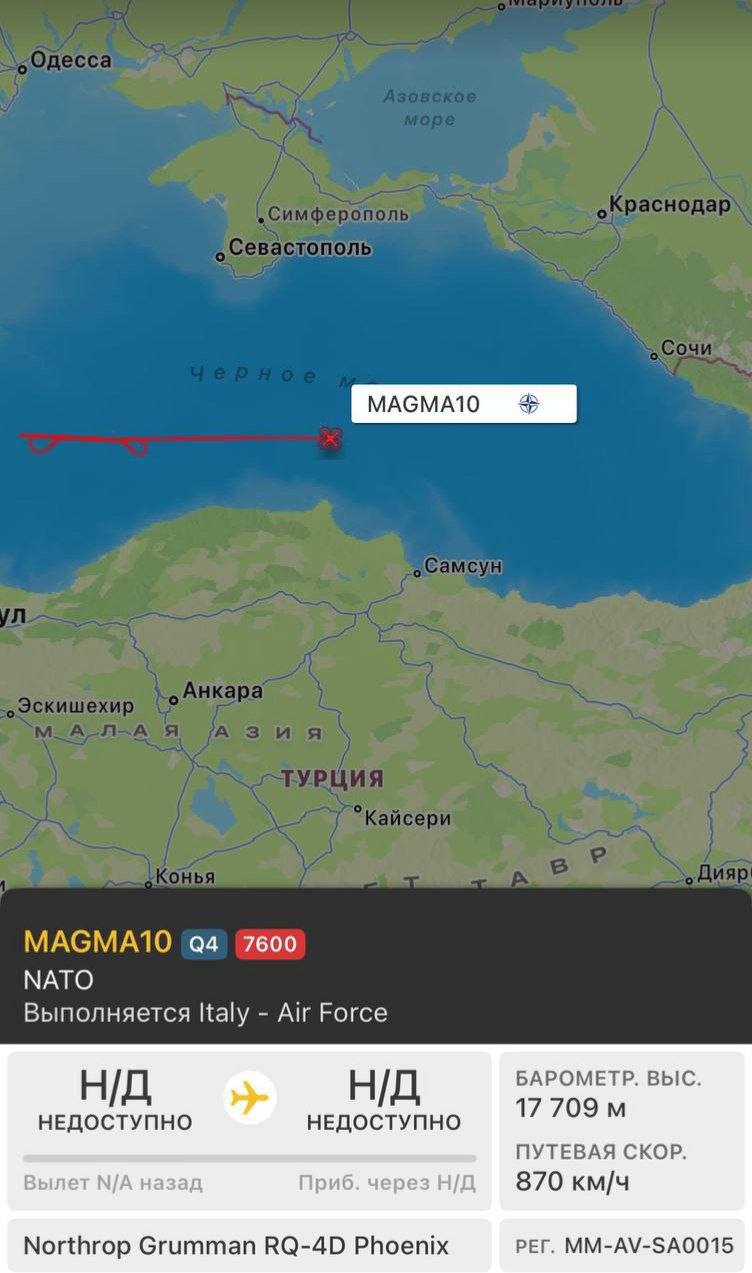 Мариуполь
Одесса
Азовское
море
Краснодар
Симферополь
Севастополь
Сочи
Черное м
MAGMA10
Самсун
ул
Анкара
Эскишехир
МАЛАЯ АЗИЯ
ТУРЦИЯ
Кайсери
ТАВР
Дияр
Конья
MAGMA10 Q4 7600
NATO
Выполняется Italy - Air Force
Н/Д
НЕДОСТУПНО
Н/Д
НЕДОСТУПНО
Вылет N/A назад
Приб. через Н/Д
БАРОМЕТР. ВЫС.
17 709 м
ПУТЕВАЯ СКОР.
870 км/ч
Northrop Grumman RQ-4D Phoenix
РЕГ. MM-AV-SA0015